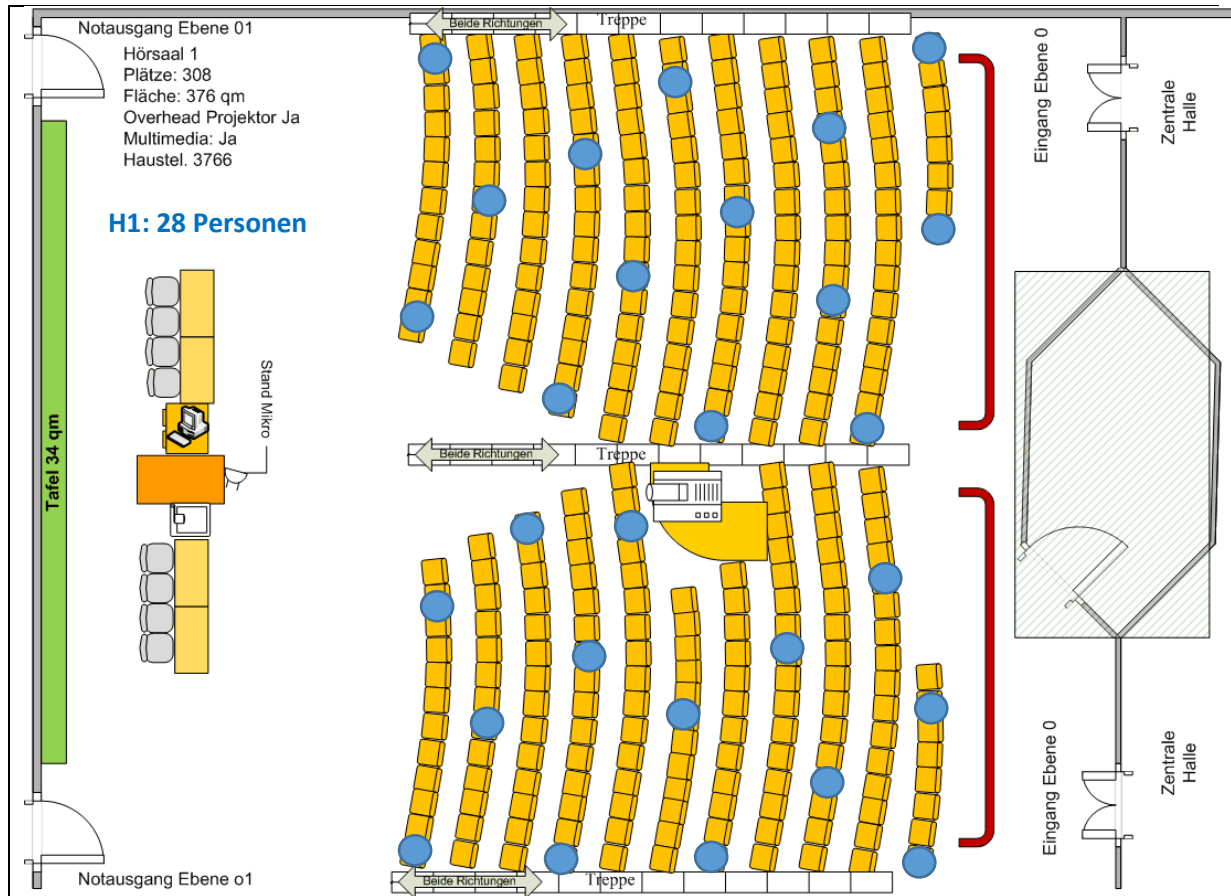 Notausgang Ebene 01
Hörsaal 1
Plätze: 308
Fläche: 376 qm
Overhead Projektor Ja
Multimedia: Ja
Haustel. 3766
H1: 28 Personen
Beide Richtungen
Treppe
Eingang Ebene 0
Zentrale
Halle
Tafel 34 qm
Stand Mikro
Beide Richtungen
Treppe
Eingang Ebene 0
Zentrale
Halle
Notausgang Ebene o1
Beide Richtungen
Treppe